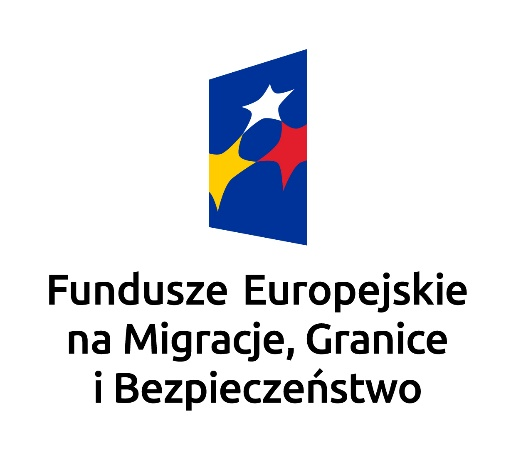 Fundusze Europejskie
na Migracje, Granice
i Bezpieczeństwo